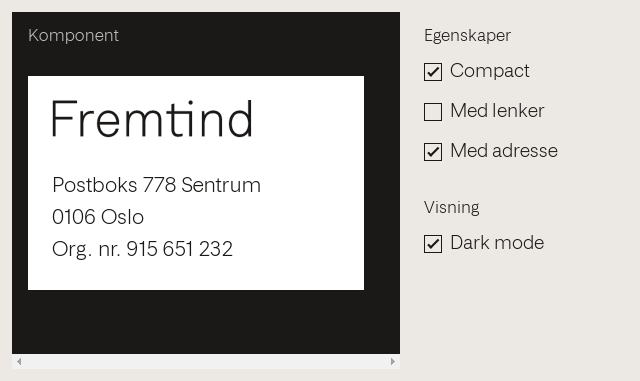 Komponent
Fremtind
Postboks 778 Sentrum
0106 Oslo
Org. nr. 915 651 232
Egenskaper
Compact
Med lenker
Med adresse
Visning
Dark mode